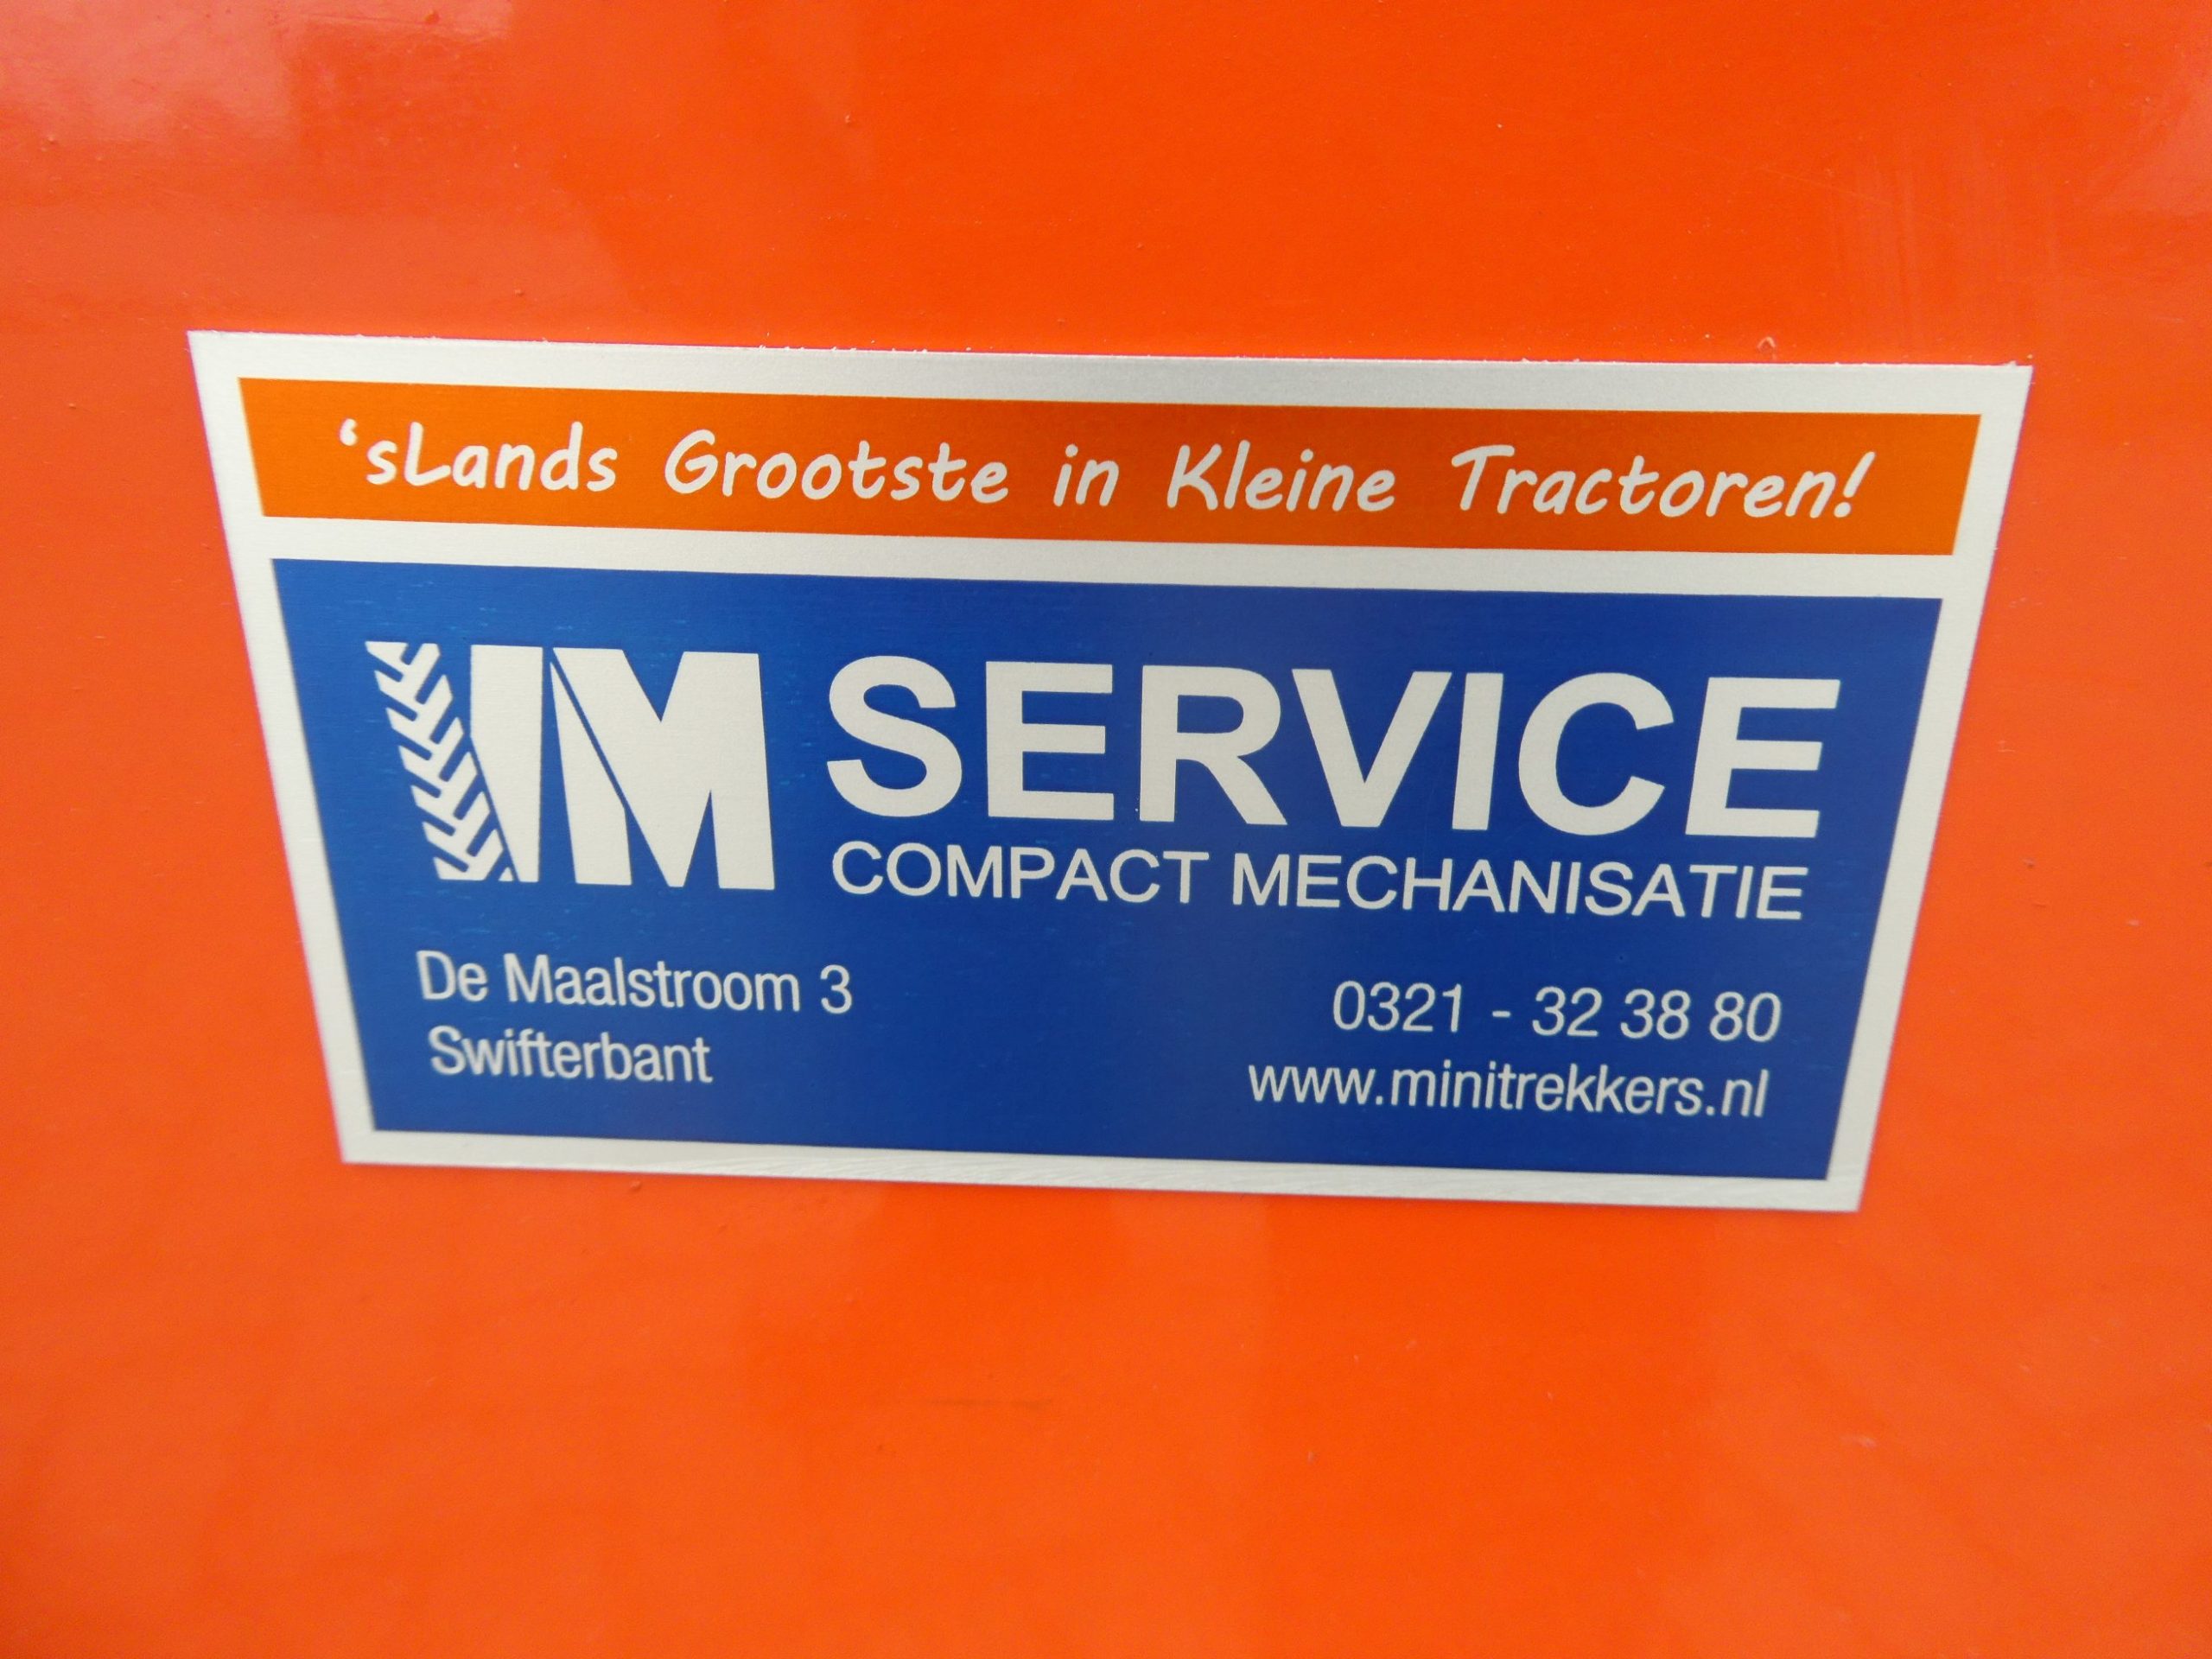 ‘sLands Grootste in Kleine Tractoren!
IM SERVICE
COMPACT MECHANISATIE
De Maalstroom 3
Swifterbant
0321 - 32 38 80
www.minitrekkers.nl